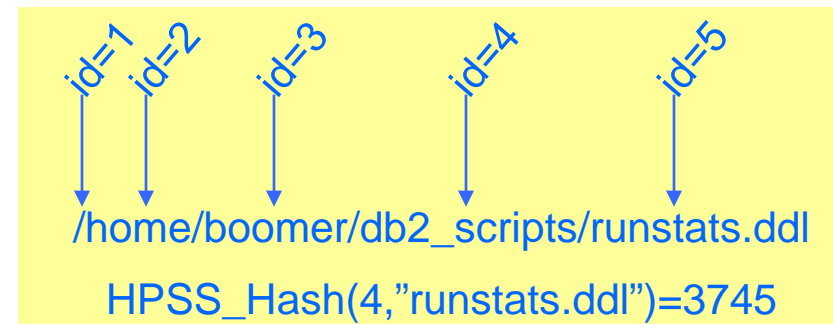 id=1 id=2 id=3 id=4 id=5
/home/boomer/db2_scripts/runstats.ddl
HPSS_Hash(4,”runstats.ddl”)=3745